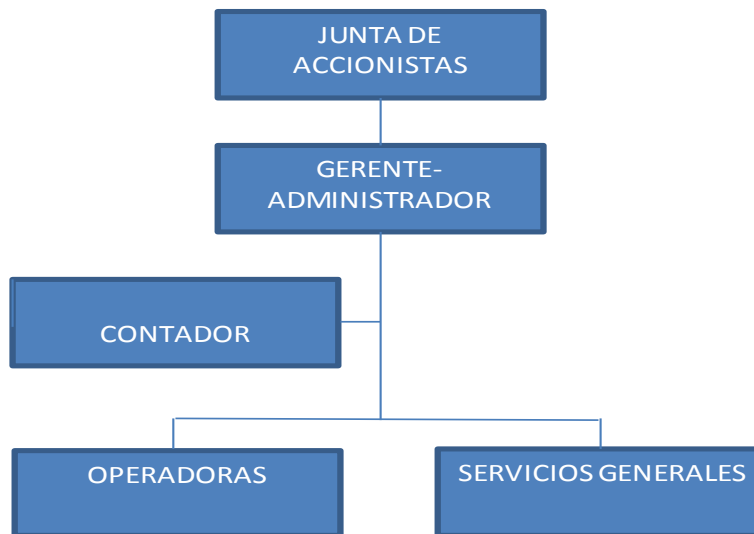 JUNTA DE
ACCIONISTAS
GERENTE-
ADMINISTRADOR
CONTADOR
OPERADORAS
SERVICIOS GENERALES